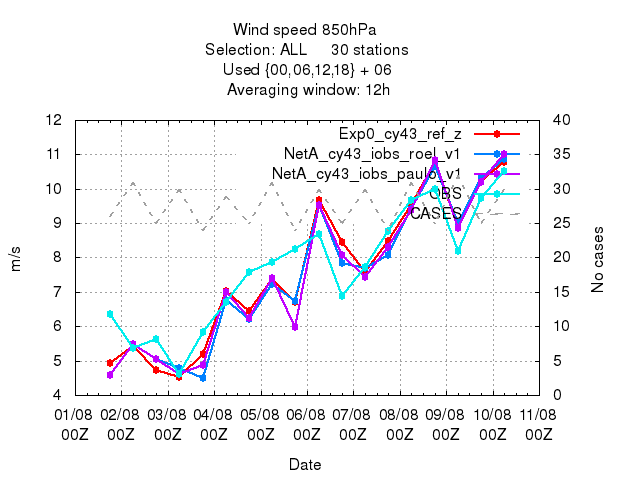 Wind speed 850hPa
Selection: ALL 30 stations
Used {00,06,12,18} + 06
Averaging window: 12h
12 40
Exp0_cy43_ref_z
11 35
NetA_cy43_iobs_roel_v1
NetA_cy43_iobs_paulo_v1
10 30
OBS
CASES
9 25
8 20
m/s
No cases
7 15
6 10
5 5
4 0
01/08 02/08 03/08 04/08 05/08 06/08 07/08 08/08 09/08 10/08 11/08
00Z 00Z 00Z 00Z 00Z 00Z 00Z 00Z 00Z 00Z 00Z
Date